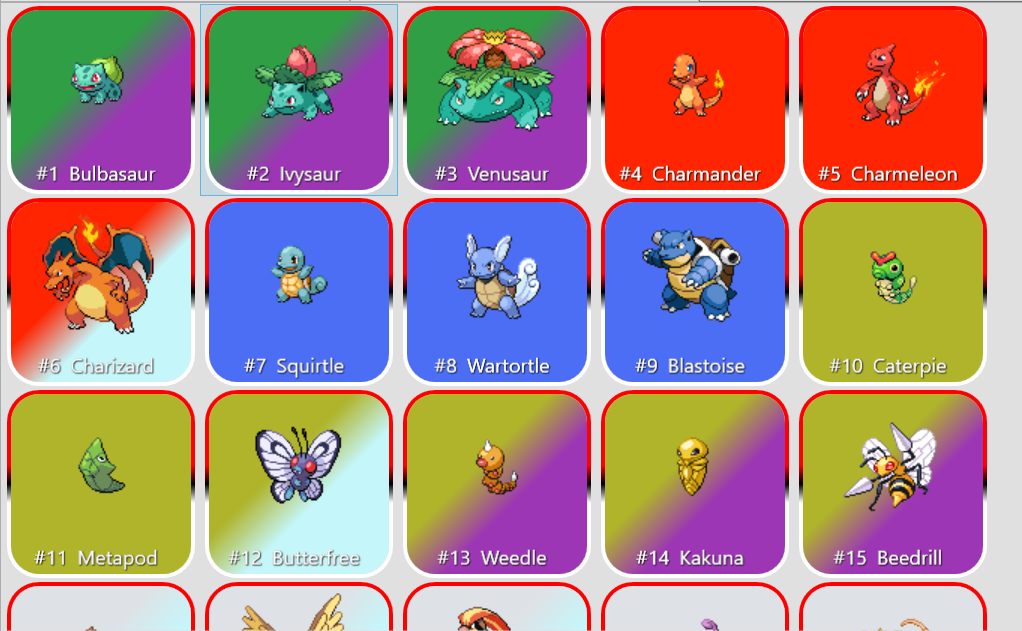 #1 Bulbasaur
#2 Ivysaur
#3 Venusaur
#4 Charmander
#5 Charmeleon
#6 Charizard
#7 Squirtle
#8 Wartortle
#9 Blastoise
#10 Caterpie
#11 Metapod
#12 Butterfree
#13 Weedle
#14 Kakuna
#15 Beedrill